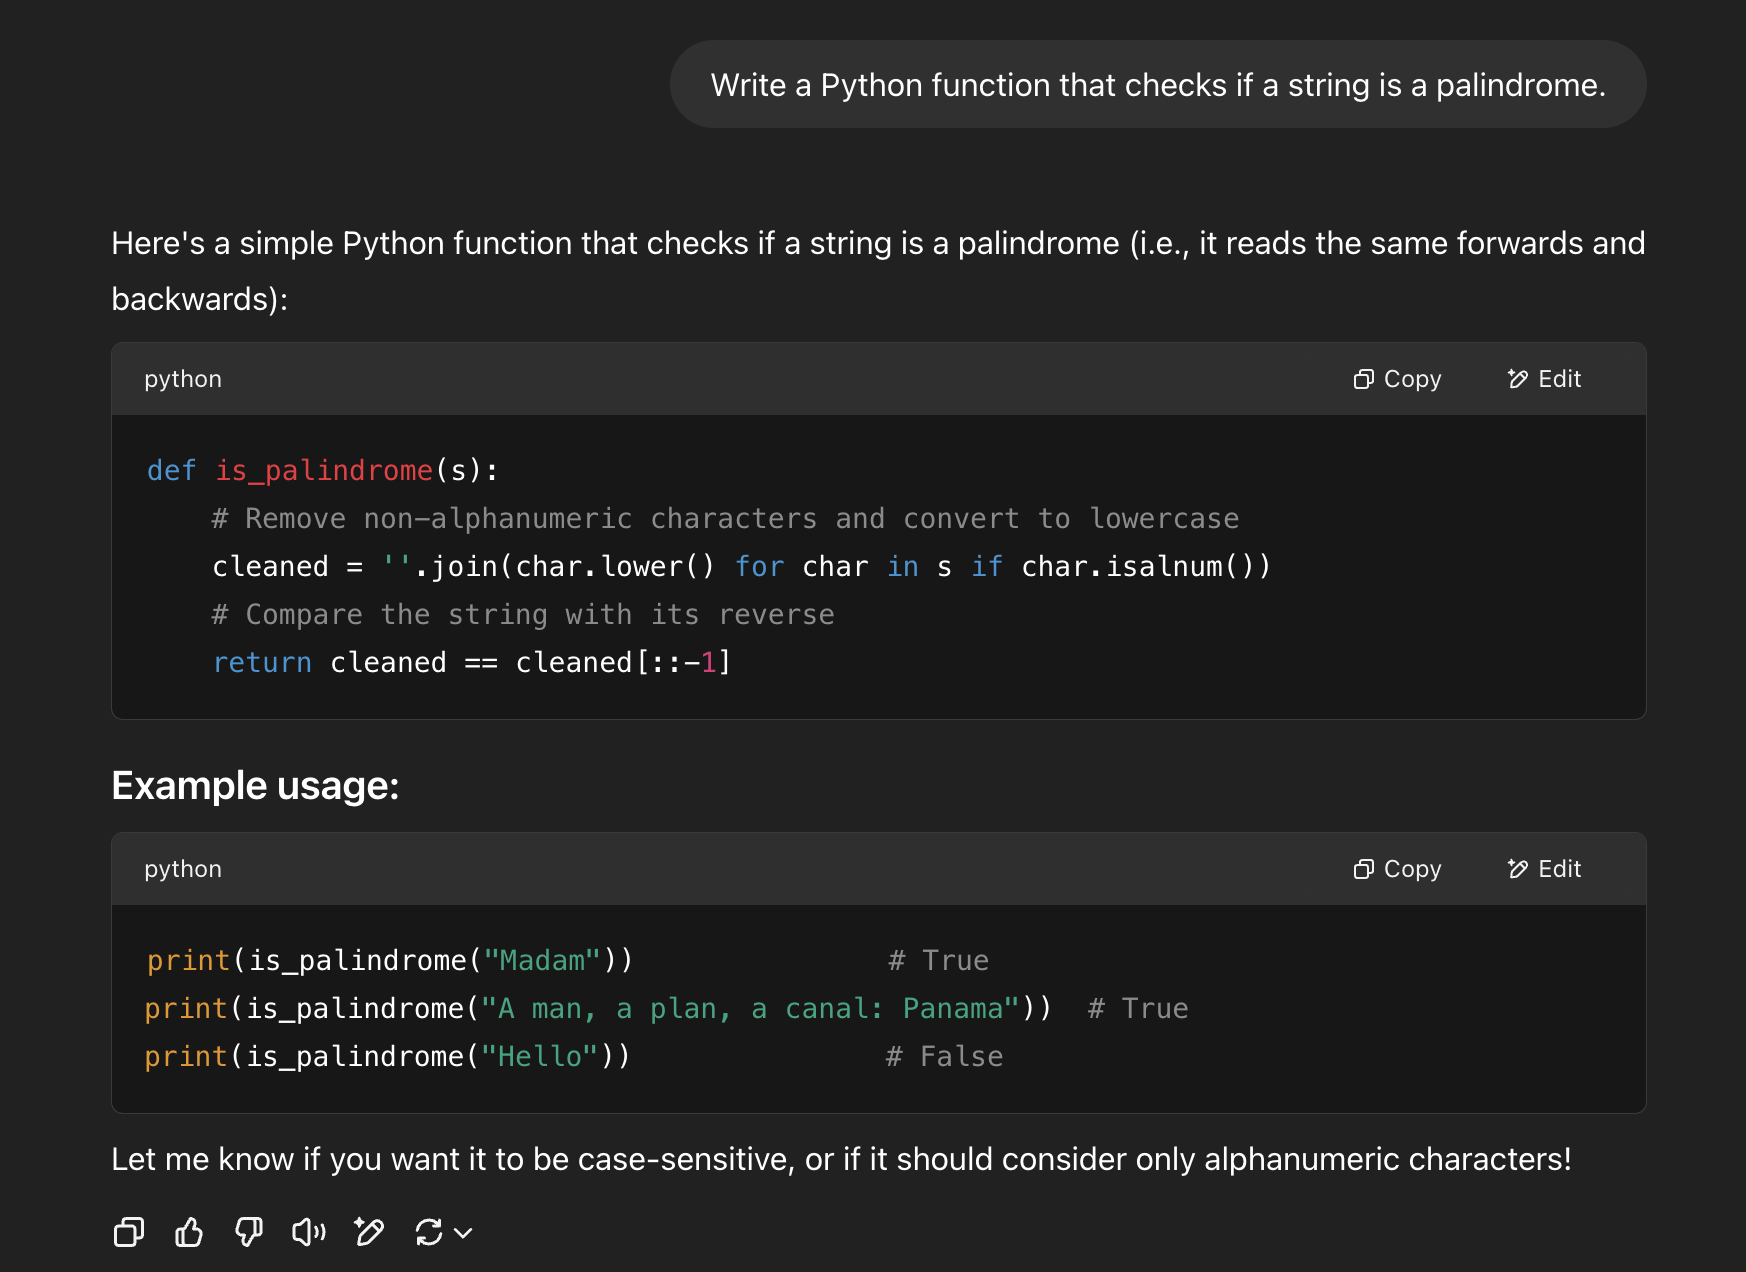 Write a Python function that checks if a string is a palindrome.
Here's a simple Python function that checks if a string is a palindrome (i.e., it reads the same forwards and
backwards):
python Copy Edit
def is_palindrome(s):
    # Remove non-alphanumeric characters and convert to lowercase
    cleaned = ''.join(char.lower() for char in s if char.isalnum())
    # Compare the string with its reverse
    return cleaned == cleaned[::-1]
Example usage:
python Copy Edit
print(is_palindrome("Madam"))               # True
print(is_palindrome("A man, a plan, a canal: Panama"))  # True
print(is_palindrome("Hello"))               # False
Let me know if you want it to be case-sensitive, or if it should consider only alphanumeric characters!